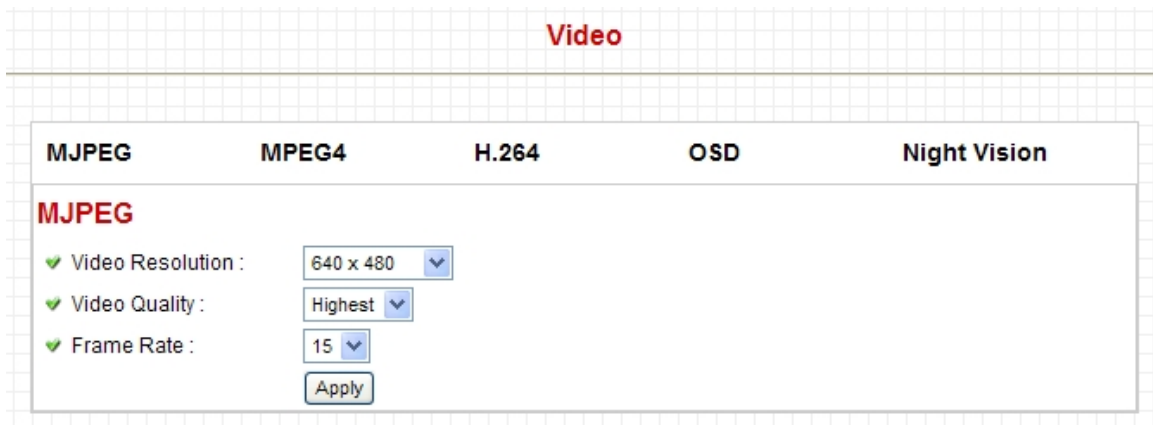 Video
MJPEG MPEG4 H.264 OSD Night Vision
MJPEG
Video Resolution : 640 x 480
Video Quality : Highest
Frame Rate : 15
Apply